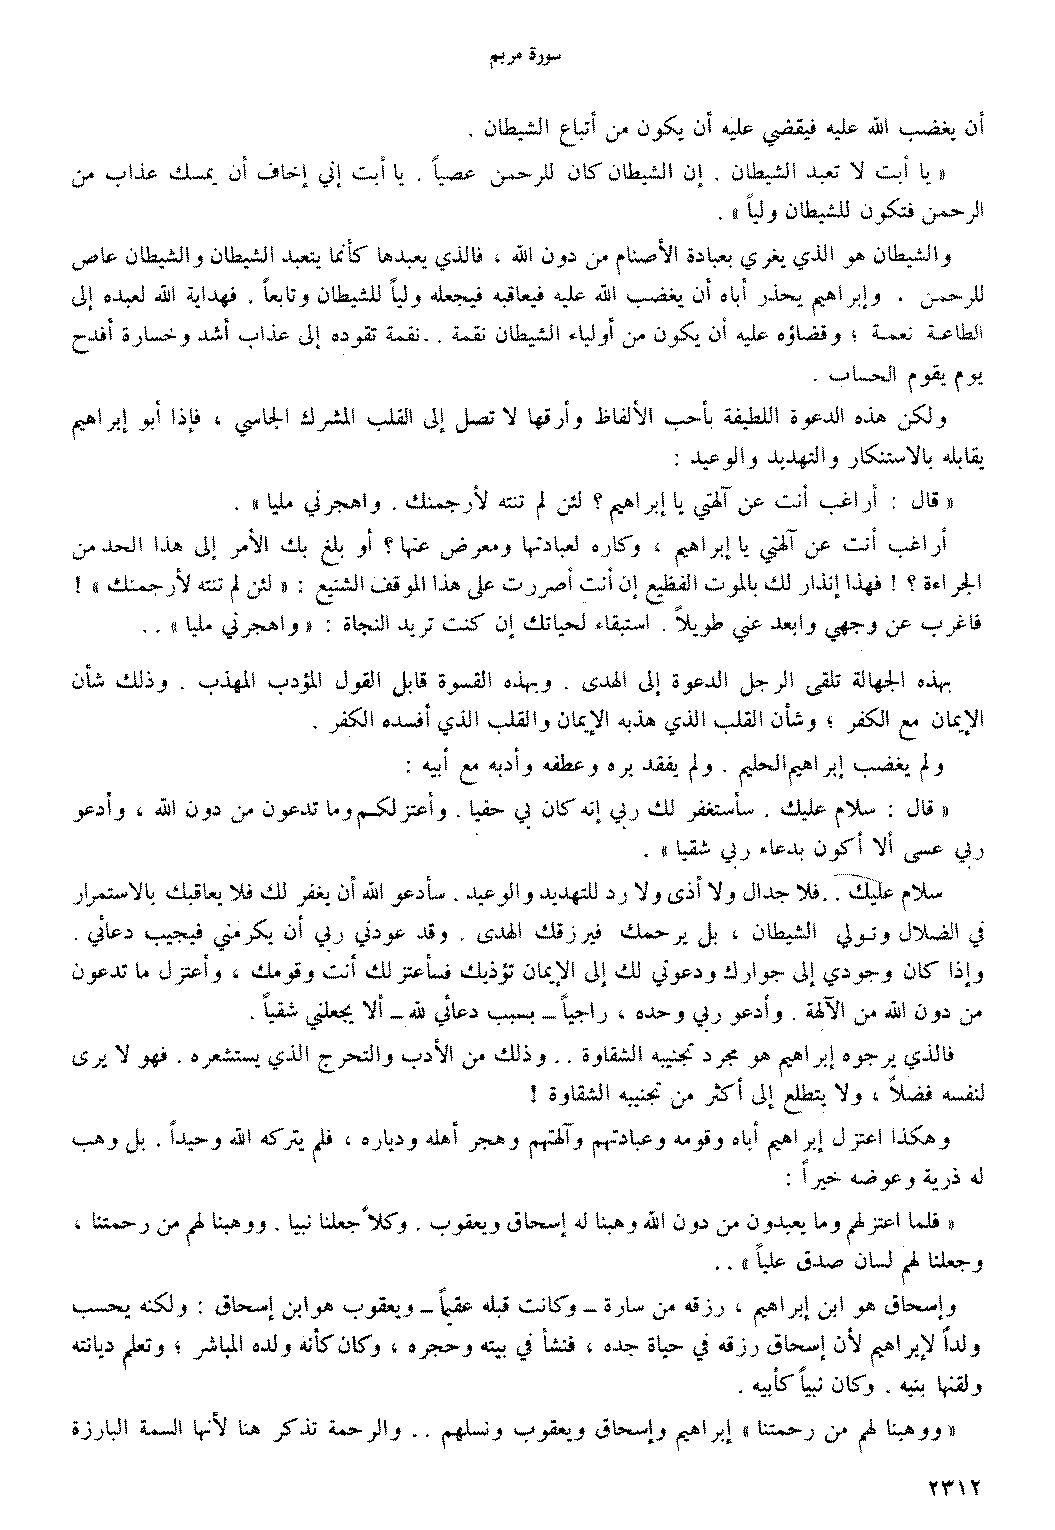 سورة مريم
أن يغضب الله عليه فيقضي عليه أن يكون من أتباع الشيطان .
« يا أبت لا تعبد الشيطان . إن الشيطان كان للرحمن عصياً . يا أبت إني إخاف أن يمسك عذاب من
الرحمن فتكون للشيطان ولياً » .
والشيطان هو الذي يغري بعبادة الأصنام من دون الله ، فالذي يعبدها كأنما يتعبد الشيطان والشيطان عاص
للرحمن . وإبراهيم يحذر أباه أن يغضب الله عليه فيعاقبه فيجعله ولياً للشيطان وتابعاً . فهداية الله لعبده إلى
الطاعة نعمة ؛ وقضاؤه عليه أن يكون من أولياء الشيطان نقمة . .نقمة تقوده إلى عذاب أشد وخسارة أفدح
يوم يقوم الحساب .
ولكن هذه الدعوة اللطيفة بأحب الألفاظ وأرقها لا تصل إلى القلب المشرك الجاسي ، فإذا أبو إبراهيم
يقابله بالاستنكار والتهديد والوعيد :
« قال : أراغب أنت عن آلهتي يا إبراهيم ؟ لئن لم تنته لأرجمنك . واهجرني مليا » .
أراغب أنت عن آلهتي يا إبراهيم ، وكاره لعبادتها ومعرض عنها ؟ أو بلغ بك الأمر إلى هذا الحد من
الجراءة ؟ ! فهذا إنذار لك بالموت الفظيع إن أنت أصررت على هذا الموقف الشنيع : « لئن لم تنته لأرجمنك » !
فاغرب عن وجهي وابعد عني طويلاً . استبقاء لحياتك إن كنت تريد النجاة : « واهجرني مليا » . .
بهذه الجهالة تلقى الرجل الدعوة إلى الهدى . وبهذه القسوة قابل القول المؤدب المهذب . وذلك شأن
الإيمان مع الكفر ؛ وشأن القلب الذي هذبه الإيمان والقلب الذي أفسده الكفر .
ولم يغضب إبراهيم الحليم . ولم يفقد بره وعطفه وأدبه مع أبيه :
« قال : سلام عليك . سأستغفر لك ربي إنه كان بي حفيا . وأعتزلكم وما تدعون من دون الله ، وأدعو
ربي عسى ألا أكون بدعاء ربي شقيا » .
سلام عليك . .فلا جدال ولا أذى ولا رد للتهديد والوعيد . سأدعو الله أن يغفر لك فلا يعاقبك بالاستمرار
في الضلال وتولي الشيطان ، بل يرحمك فيرزقك الهدى . وقد عودني ربي أن يكرمني فيجيب دعائي .
وإذا كان وجودي إلى جوارك ودعوتي لك إلى الإيمان تؤذيك فسأعتزلك أنت وقومك ، وأعتزل ما تدعون
من دون الله من الآلهة . وأدعو ربي وحده ، راجياً – بسبب دعائي لله – ألا يجعلني شقياً .
فالذي يرجوه إبراهيم هو مجرد تجنيبه الشقاوة . . وذلك من الأدب والتحرج الذي يستشعره . فهو لا يرى
لنفسه فضلاً ، ولا يتطلع إلى أكثر من تجنيبه الشقاوة !
وهكذا اعتزل إبراهيم أباه وقومه وعبادتهم وآلهتهم وهجر أهله ودياره ، فلم يتركه الله وحيداً . بل وهب
له ذرية وعوضه خيراً :
« فلما اعتزلهم وما يعبدون من دون الله وهبنا له إسحاق ويعقوب . وكلاً جعلنا نبيا . ووهبنا لهم من رحمتنا ،
وجعلنا لهم لسان صدق علياً » . .
وإسحاق هو ابن إبراهيم ، رزقه من سارة – وكانت قبله عقيماً – ويعقوب هو ابن إسحاق : ولكنه يحسب
ولداً لإبراهيم لأن إسحاق رزقه في حياة جده ، فنشأ في بيته وحجره ، وكان كأنه ولده المباشر ؛ وتعلم ديانته
ولقنها بنيه . وكان نبياً كأبيه .
« ووهبنا لهم من رحمتنا » إبراهيم وإسحاق ويعقوب ونسلهم . . والرحمة تذكر هنا لأنها السمة البارزة
٢٣١٢